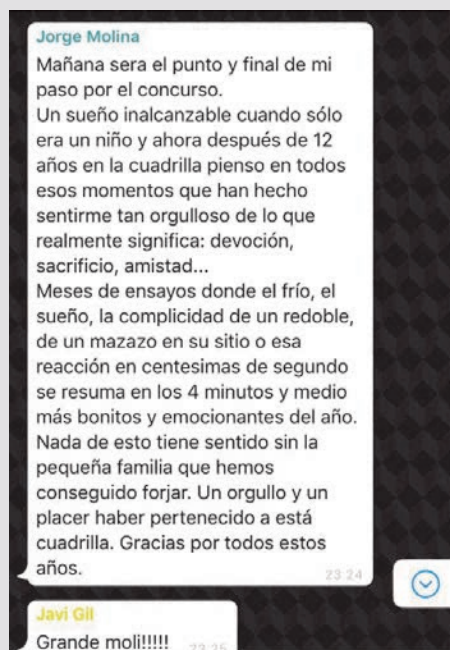 Jorge Molina
Mañana sera el punto y final de mi
paso por el concurso.
Un sueño inalcanzable cuando sólo
era un niño y ahora después de 12
años en la cuadrilla pienso en todos
esos momentos que han hecho
sentirme tan orgulloso de lo que
realmente significa: devoción,
sacrificio, amistad...
Meses de ensayos donde el frío, el
sueño, la complicidad de un redoble,
de un mazazo en su sitio o esa
reacción en centesimas de segundo
se resuma en los 4 minutos y medio
más bonitos y emocionantes del año.
Nada de esto tiene sentido sin la
pequeña familia que hemos
conseguido forjar. Un orgullo y un
placer haber pertenecido a está
cuadrilla. Gracias por todos estos
años.
23:24
Javi Gil
Grande moli!!!!! 23:25